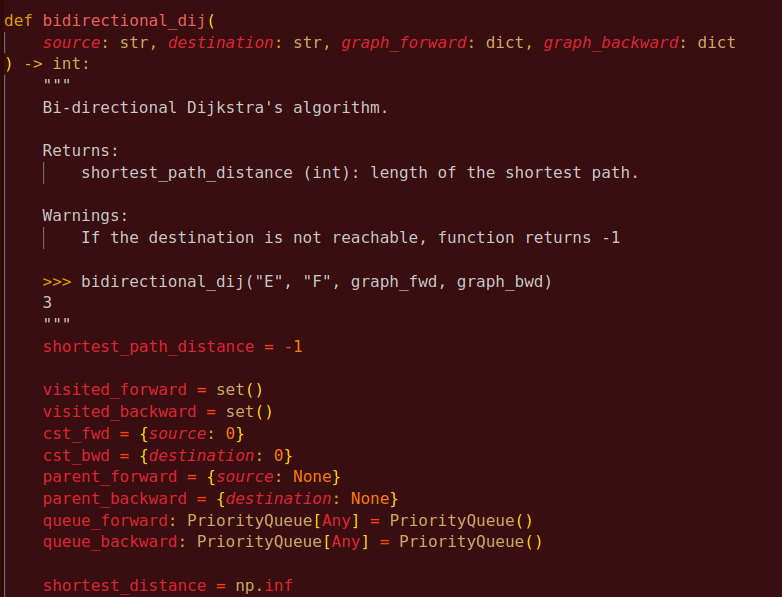 def bidirectional_dij(
    source: str, destination: str, graph_forward: dict, graph_backward: dict
) -> int:
    """
    Bi-directional Dijkstra's algorithm.

    Returns:
        shortest_path_distance (int): length of the shortest path.

    Warnings:
        If the destination is not reachable, function returns -1

    >>> bidirectional_dij("E", "F", graph_fwd, graph_bwd)
    3
    """
    shortest_path_distance = -1

    visited_forward = set()
    visited_backward = set()
    cst_fwd = {source: 0}
    cst_bwd = {destination: 0}
    parent_forward = {source: None}
    parent_backward = {destination: None}
    queue_forward: PriorityQueue[Any] = PriorityQueue()
    queue_backward: PriorityQueue[Any] = PriorityQueue()

    shortest_distance = np.inf